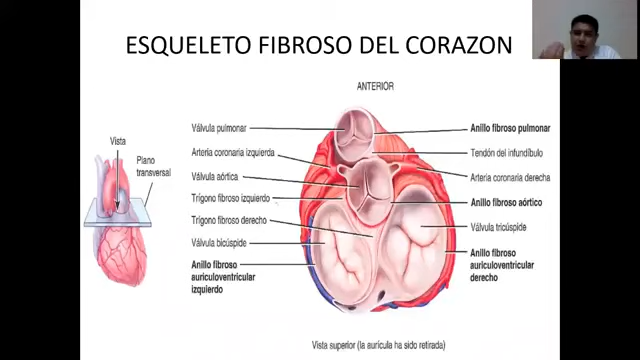 ESQUELETO FIBROSO DEL CORAZON
ANTERIOR
Vista
Plano
transversal
Válvula pulmonar
Arteria coronaria izquierda
Válvula aórtica
Trígono fibroso izquierdo
Trígono fibroso derecho
Válvula bicúspide
Anillo fibroso
auriculoventricular
izquierdo
Anillo fibroso pulmonar
Tendón del infundíbulo
Arteria coronaria derecha
Anillo fibroso aórtico
Válvula tricúspide
Anillo fibroso
auriculoventricular
derecho
Vista superior (la aurícula ha sido retirada)